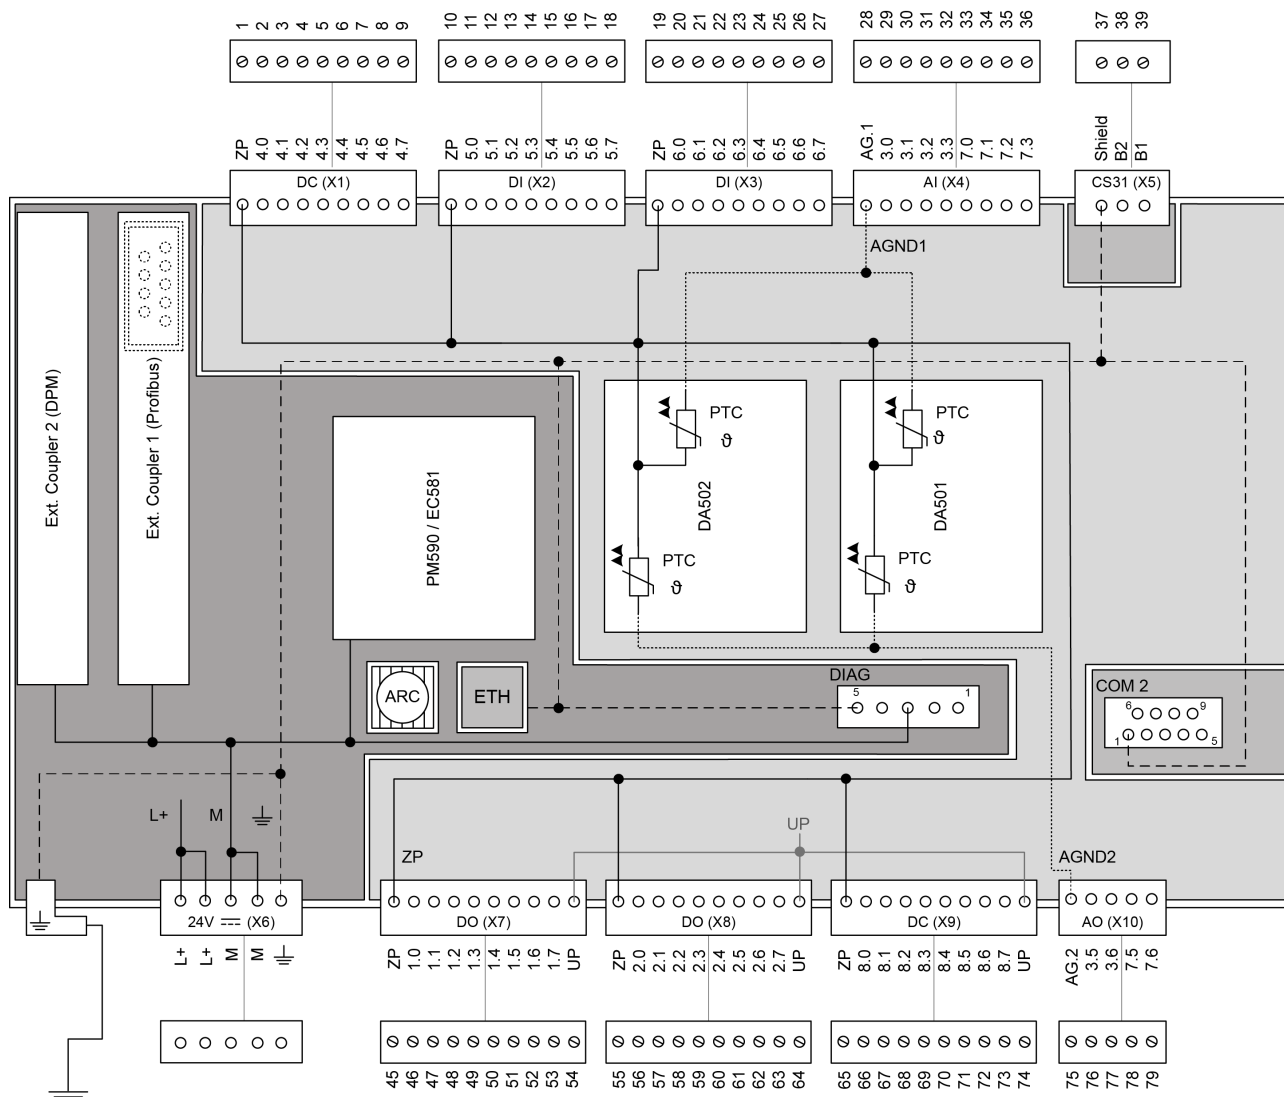 1 2 3 4 5 6 7 8 9
10 11 12 13 14 15 16 17 18
19 20 21 22 23 24 25 26 27
28 29 30 31 32 33 34 35 36
37 38 39
ZP 4.0 4.1 4.2 4.3 4.4 4.5 4.6 4.7
ZP 5.0 5.1 5.2 5.3 5.4 5.5 5.6 5.7
ZP 6.0 6.1 6.2 6.3 6.4 6.5 6.6 6.7
AG.1 3.0 3.1 3.2 3.3 7.0 7.1 7.2 7.3
Shield B2 B1
DC (X1)
DI (X2)
DI (X3)
AI (X4)
CS31 (X5)
AGND1
Ext. Coupler 2 (DPM)
Ext. Coupler 1 (Profibus)
PM590 / EC581
PTC
ϑ
DA502
PTC
ϑ
PTC
ϑ
DA501
PTC
ϑ
ARC
ETH
DIAG
5 1
COM 2
6 9
1 5
L+
M
ZP
UP
AGND2
24V (X6)
DO (X7)
DO (X8)
DC (X9)
AO (X10)
L+ L+ M M
ZP 1.0 1.1 1.2 1.3 1.4 1.5 1.6 1.7 UP
ZP 2.0 2.1 2.2 2.3 2.4 2.5 2.6 2.7 UP
ZP 8.0 8.1 8.2 8.3 8.4 8.5 8.6 8.7 UP
AG.2 3.5 3.6 7.5 7.6
45 46 47 48 49 50 51 52 53 54
55 56 57 58 59 60 61 62 63 64
65 66 67 68 69 70 71 72 73 74
75 76 77 78 79